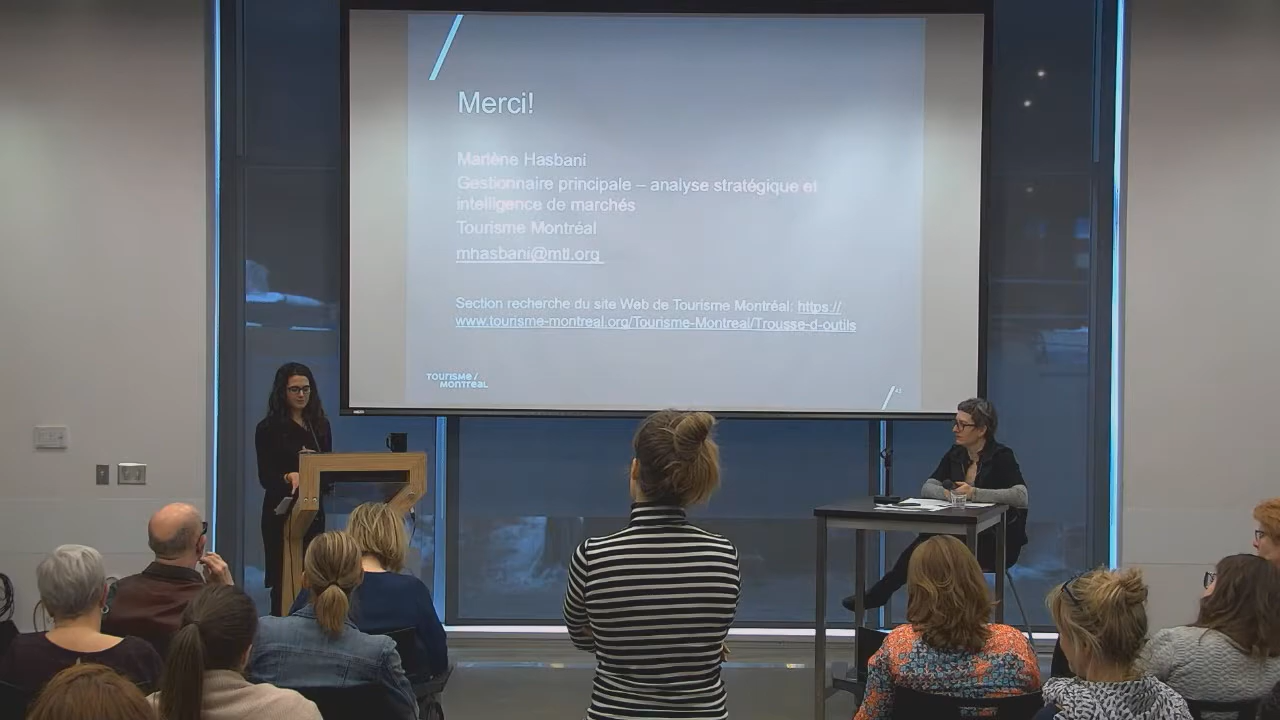 Merci!
Marlène Hasbani
Gestionnaire principale – analyse stratégique et
intelligence de marchés
Tourisme Montréal
mhasbani@mtl.org
Section recherche du site Web de Tourisme Montréal: https://
www.tourisme-montreal.org/Tourisme-Montreal/Trousse-d-outils
TOURISME /
MONTRÉAL